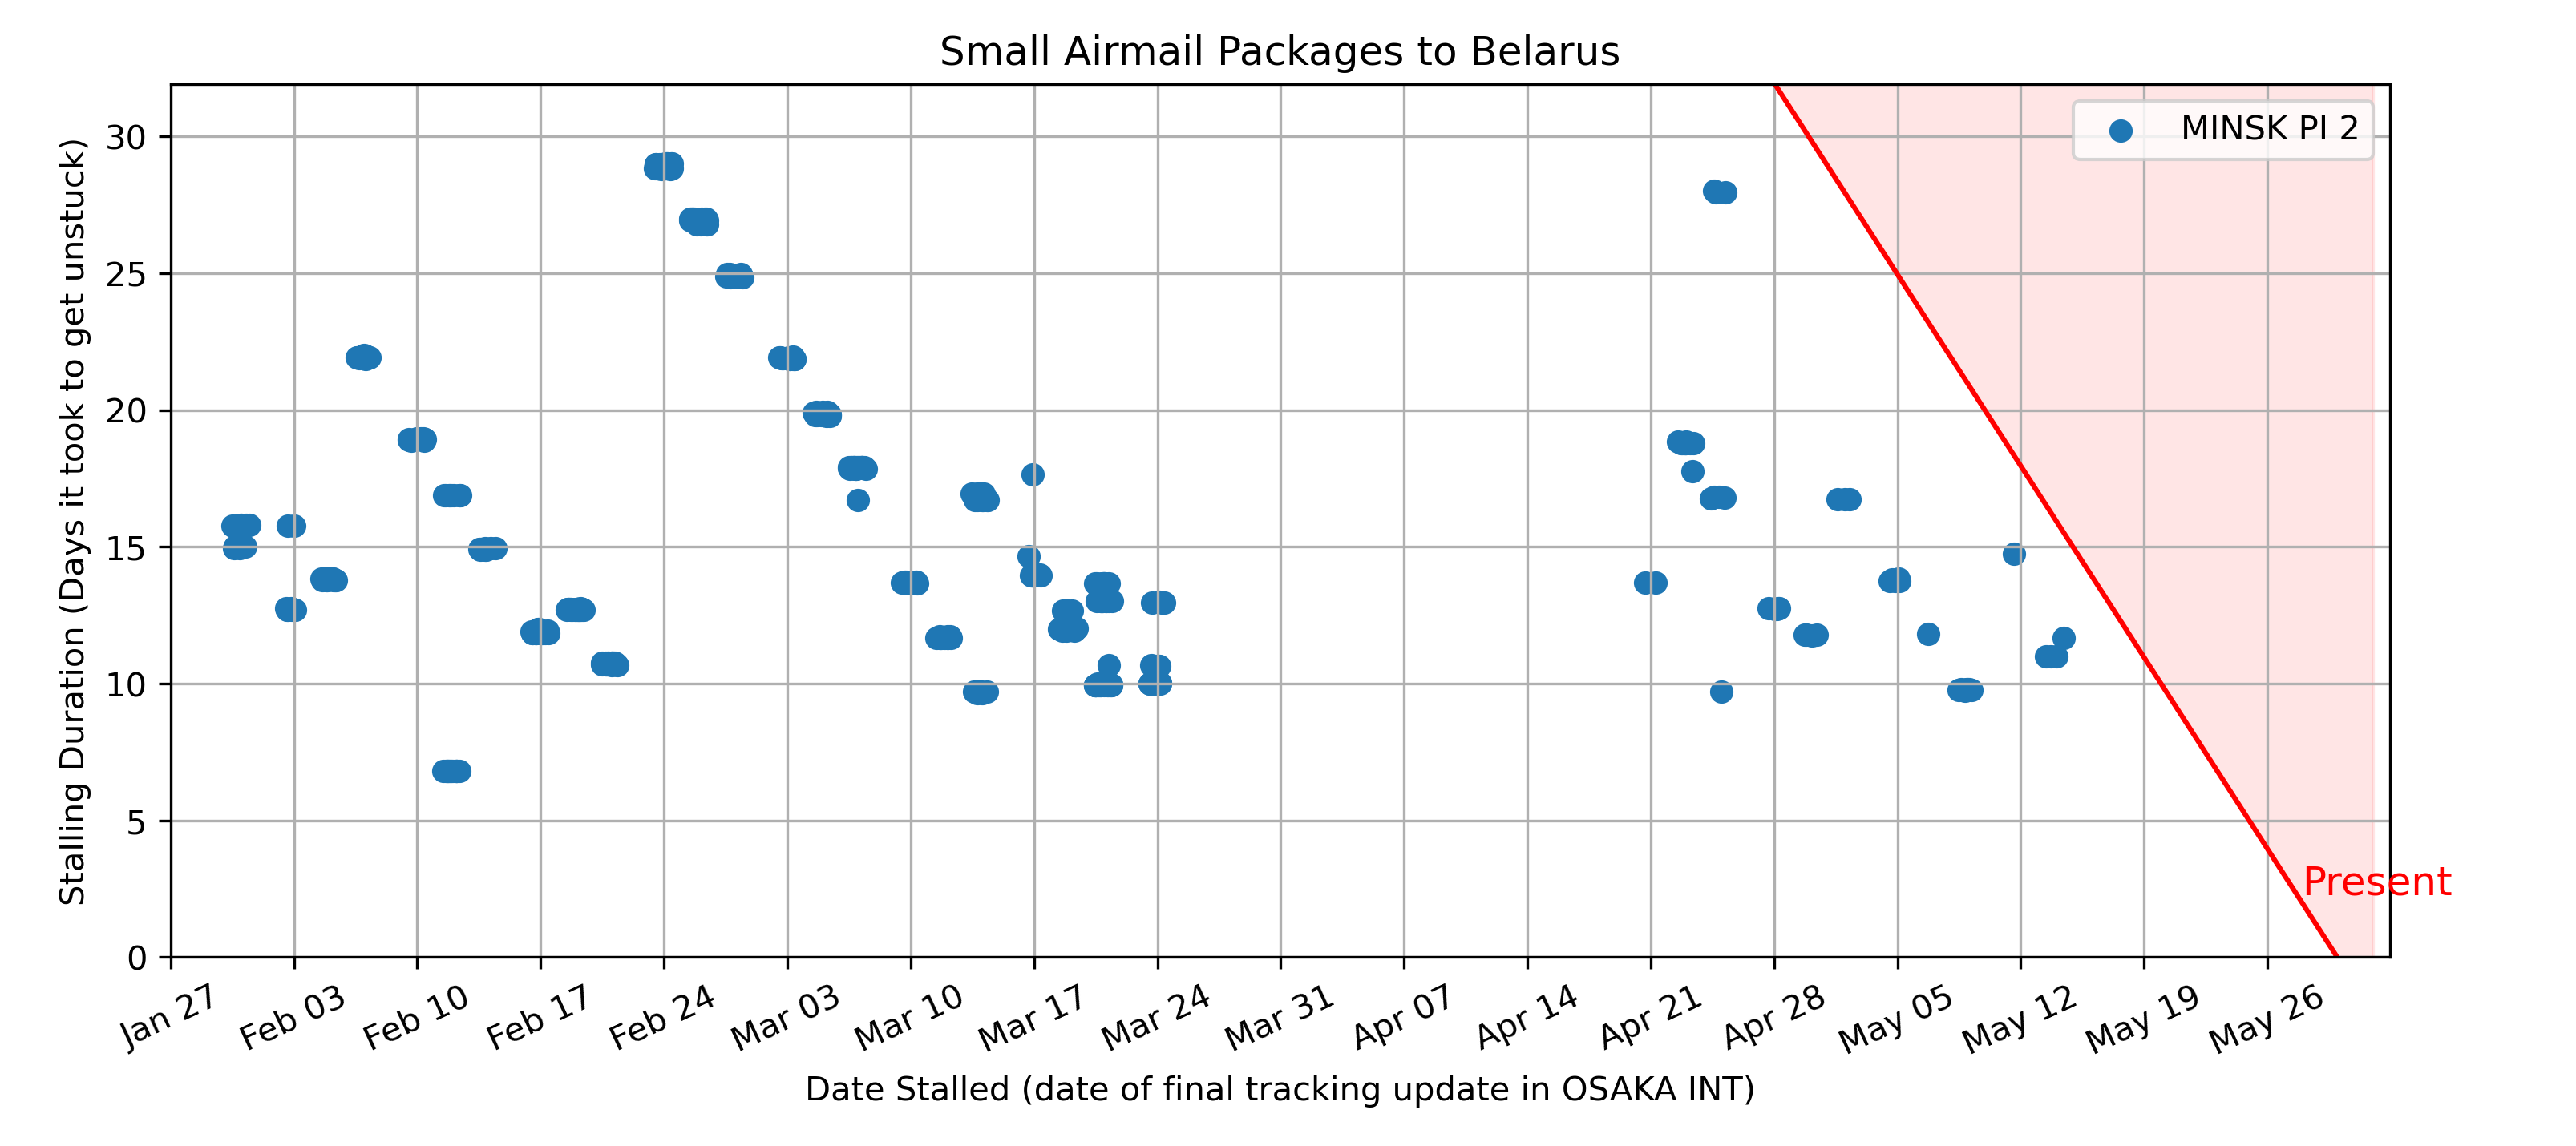 Small Airmail Packages to Belarus
MINSK PI 2
Stalling Duration (Days it took to get unstuck)
30
25
20
15
10
5
0
Present
Jan 27
Feb 03
Feb 10
Feb 17
Feb 24
Mar 03
Mar 10
Mar 17
Mar 24
Mar 31
Apr 07
Apr 14
Apr 21
Apr 28
May 05
May 12
May 19
May 26
Date Stalled (date of final tracking update in OSAKA INT)